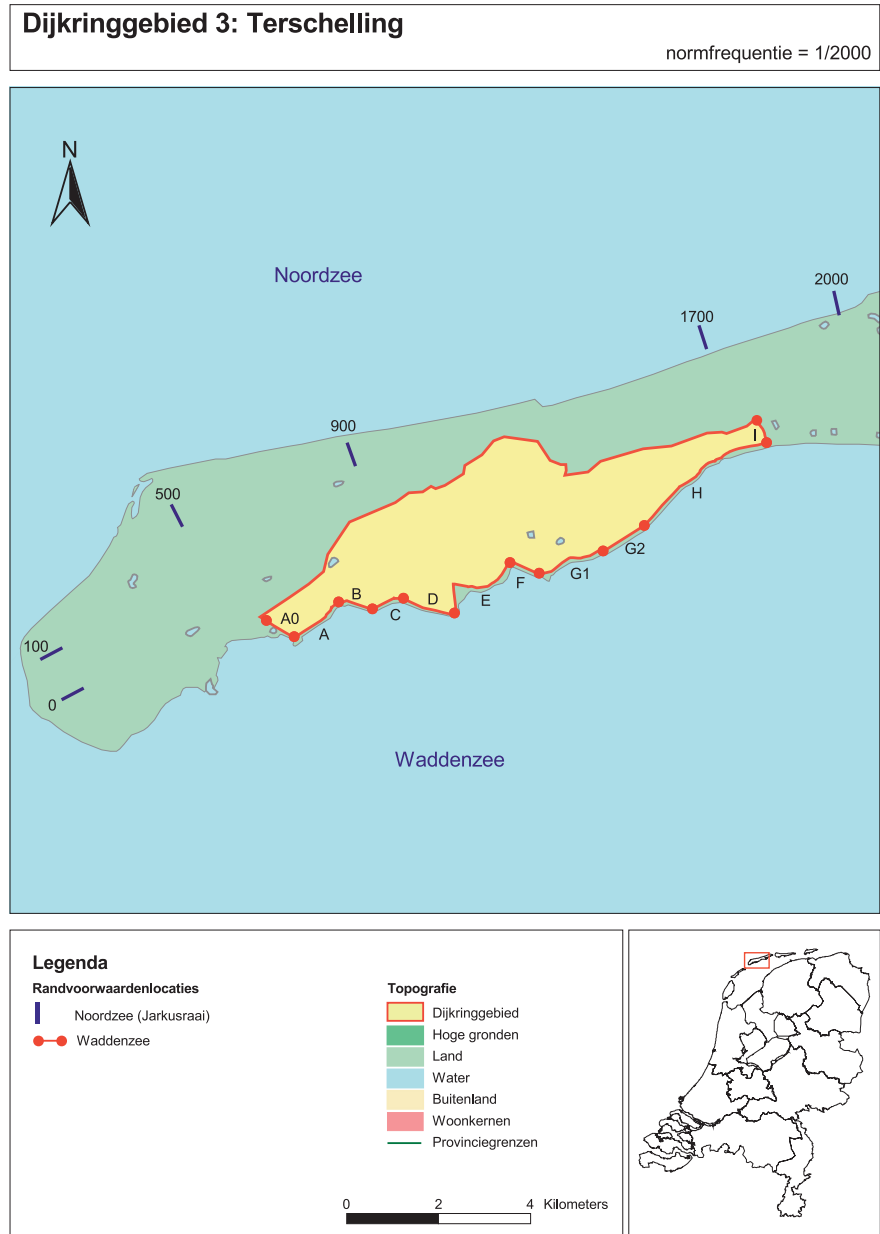 Dijkringgebied 3: Terschelling
normfrequentie = 1/2000
N
Noordzee
2000
1700
900
500
I
H
G2
G1
F
E
D
C
B
A
A0
100
0
Waddenzee
Legenda
Randvoorwaardenlocaties
Noordzee (Jarkusraai)
Waddenzee
Topografie
Dijkringgebied
Hoge gronden
Land
Water
Buitenland
Woonkernen
Provinciegrenzen
0 2 4 Kilometers